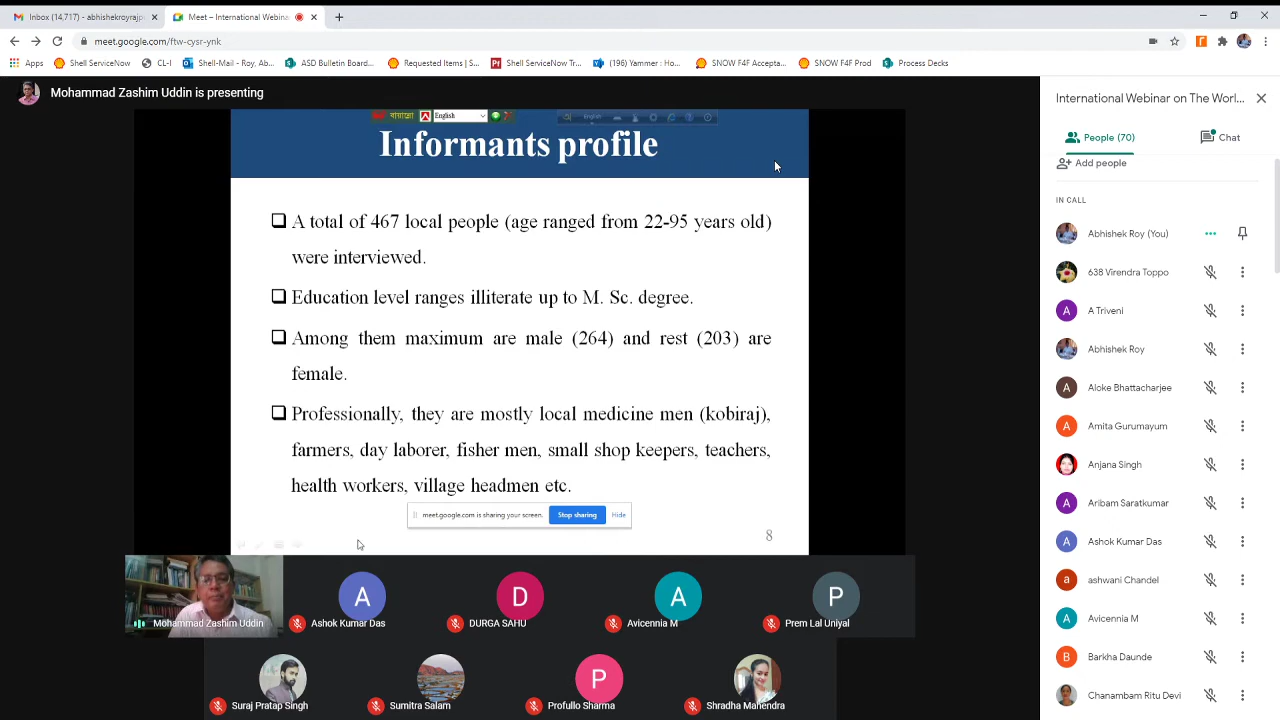 Inbox (14,717) - abhishekroyrajp
Meet – International Webina
meet.google.com/ftw-cysr-ynk
Apps
Shell ServiceNow
CL-I
Shell-Mail - Roy, Ab...
ASD Bulletin Board...
Requested Items | S...
Shell ServiceNow Tr...
(196) Yammer : Ho...
SNOW F4F Accepta...
SNOW F4F Prod
Process Decks
Mohammad Zashim Uddin is presenting
English
English
Informants profile
A total of 467 local people (age ranged from 22-95 years old)
were interviewed.
Education level ranges illiterate up to M. Sc. degree.
Among them maximum are male (264) and rest (203) are
female.
Professionally, they are mostly local medicine men (kobiraj),
farmers, day laborer, fisher men, small shop keepers, teachers,
health workers, village headmen etc.
meet.google.com is sharing your screen.
Stop sharing
Hide
8
Mohammad Zashim Uddin
A
Ashok Kumar Das
D
DURGA SAHU
A
Avicennia M
P
Prem Lal Uniyal
Suraj Pratap Singh
Sumitra Salam
P
Profullo Sharma
Shradha Mahendra
International Webinar on The Worl...
People (70)
Chat
Add people
IN CALL
Abhishek Roy (You)
638 Virendra Toppo
A
A Triveni
Abhishek Roy
A
Aloke Bhattacharjee
A
Amita Gurumayum
Anjana Singh
A
Aribam Saratkumar
A
Ashok Kumar Das
a
ashwani Chandel
A
Avicennia M
B
Barkha Daunde
Chanambam Ritu Devi